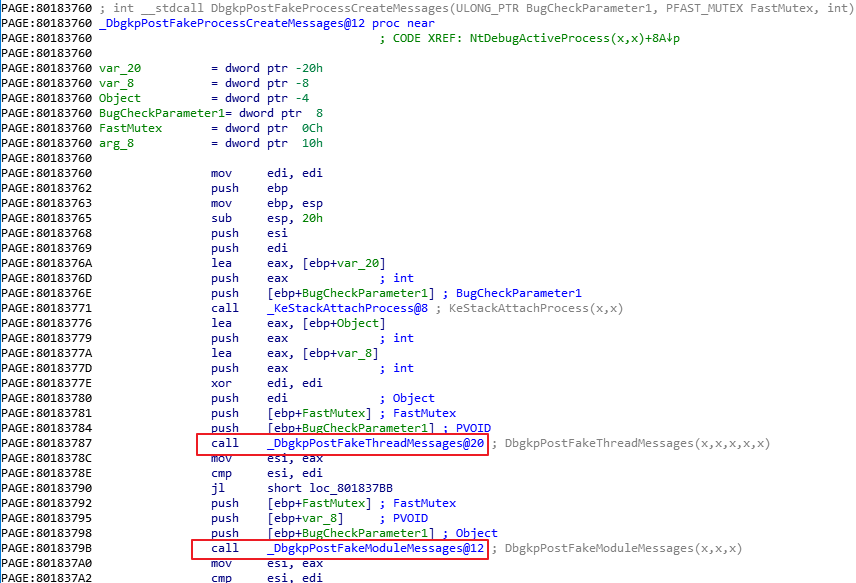 PAGE:80183760 ; int __stdcall DbgkpPostFakeProcessCreateMessages(ULONG_PTR BugCheckParameter1, PFAST_MUTEX FastMutex, int)
PAGE:80183760 _DbgkpPostFakeProcessCreateMessages@12 proc near
PAGE:80183760 ; CODE XREF: NtDebugActiveProcess(x,x)+8A↓p
PAGE:80183760
PAGE:80183760 var_20 = dword ptr -20h
PAGE:80183760 var_8 = dword ptr -8
PAGE:80183760 Object = dword ptr -4
PAGE:80183760 BugCheckParameter1= dword ptr 8
PAGE:80183760 FastMutex = dword ptr 0Ch
PAGE:80183760 arg_8 = dword ptr 10h
PAGE:80183760
PAGE:80183760 mov edi, edi
PAGE:80183762 push ebp
PAGE:80183763 mov ebp, esp
PAGE:80183765 sub esp, 20h
PAGE:80183768 push esi
PAGE:80183769 push edi
PAGE:8018376A lea eax, [ebp+var_20]
PAGE:8018376D push eax ; int
PAGE:8018376E push [ebp+BugCheckParameter1] ; BugCheckParameter1
PAGE:80183771 call _KeStackAttachProcess@8 ; KeStackAttachProcess(x,x)
PAGE:80183776 lea eax, [ebp+Object]
PAGE:80183779 push eax ; int
PAGE:8018377A lea eax, [ebp+var_8]
PAGE:8018377D push eax ; int
PAGE:8018377E xor edi, edi
PAGE:80183780 push edi ; Object
PAGE:80183781 push [ebp+FastMutex] ; FastMutex
PAGE:80183784 push [ebp+BugCheckParameter1] ; PVOID
PAGE:80183787 call _DbgkpPostFakeThreadMessages@20 ; DbgkpPostFakeThreadMessages(x,x,x,x,x)
PAGE:8018378C mov esi, eax
PAGE:8018378E cmp esi, edi
PAGE:80183790 jl short loc_801837BB
PAGE:80183792 push [ebp+FastMutex] ; FastMutex
PAGE:80183795 push [ebp+var_8] ; PVOID
PAGE:80183798 push [ebp+BugCheckParameter1] ; Object
PAGE:8018379B call _DbgkpPostFakeModuleMessages@12 ; DbgkpPostFakeModuleMessages(x,x,x)
PAGE:801837A0 mov esi, eax
PAGE:801837A2 cmp esi, edi